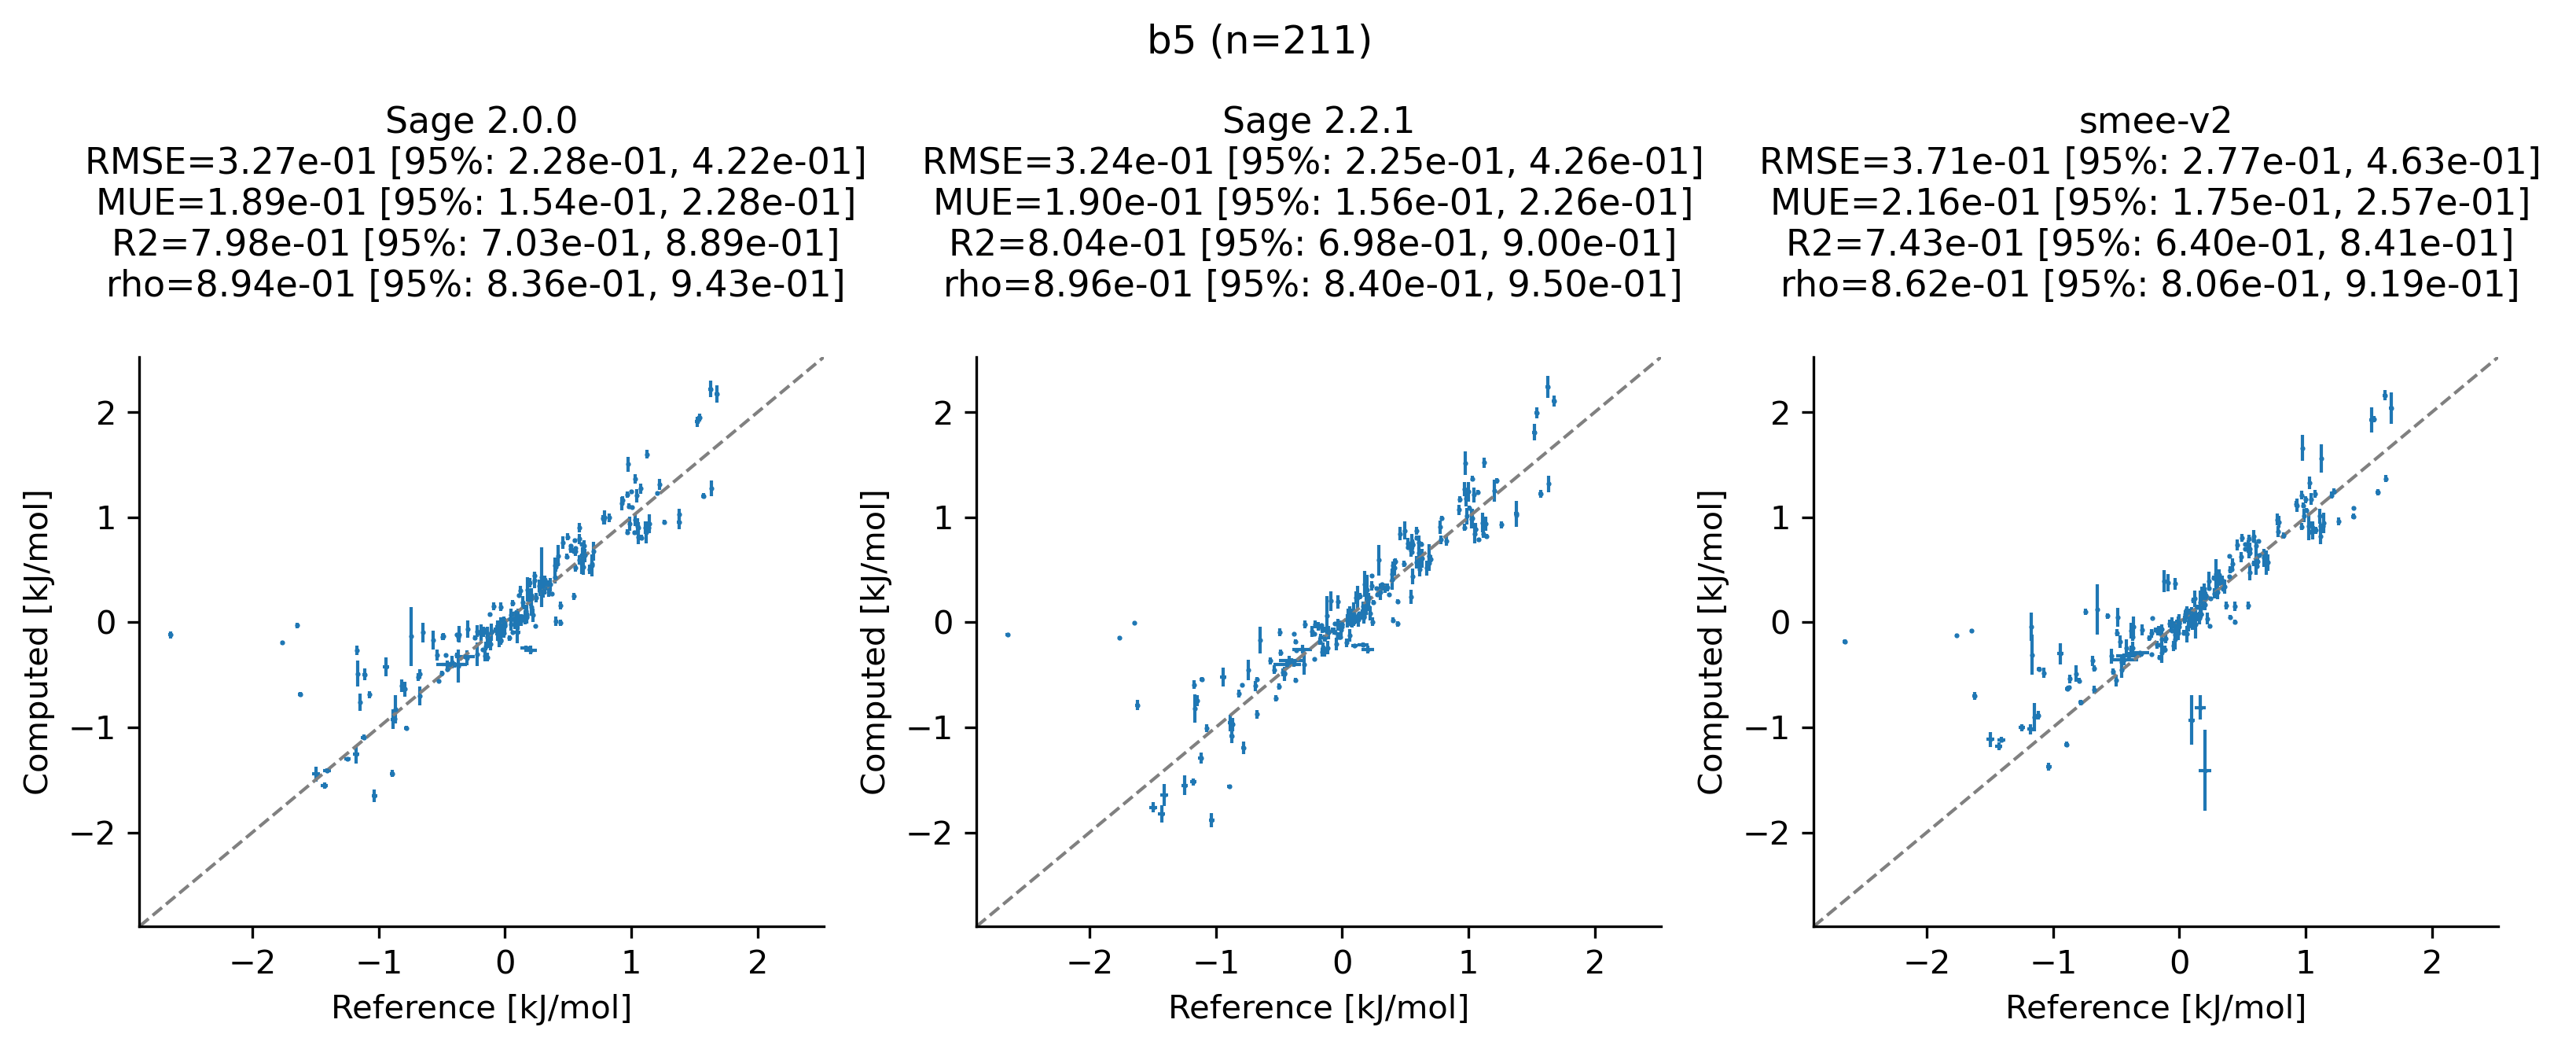 b5 (n=211)
Sage 2.0.0
RMSE=3.27e-01 [95%: 2.28e-01, 4.22e-01]
MUE=1.89e-01 [95%: 1.54e-01, 2.28e-01]
R2=7.98e-01 [95%: 7.03e-01, 8.89e-01]
rho=8.94e-01 [95%: 8.36e-01, 9.43e-01]
Computed [kJ/mol]
2
1
0
−1
−2
−2 −1 0 1 2
Reference [kJ/mol]
Sage 2.2.1
RMSE=3.24e-01 [95%: 2.25e-01, 4.26e-01]
MUE=1.90e-01 [95%: 1.56e-01, 2.26e-01]
R2=8.04e-01 [95%: 6.98e-01, 9.00e-01]
rho=8.96e-01 [95%: 8.40e-01, 9.50e-01]
Computed [kJ/mol]
2
1
0
−1
−2
−2 −1 0 1 2
Reference [kJ/mol]
smee-v2
RMSE=3.71e-01 [95%: 2.77e-01, 4.63e-01]
MUE=2.16e-01 [95%: 1.75e-01, 2.57e-01]
R2=7.43e-01 [95%: 6.40e-01, 8.41e-01]
rho=8.62e-01 [95%: 8.06e-01, 9.19e-01]
Computed [kJ/mol]
2
1
0
−1
−2
−2 −1 0 1 2
Reference [kJ/mol]